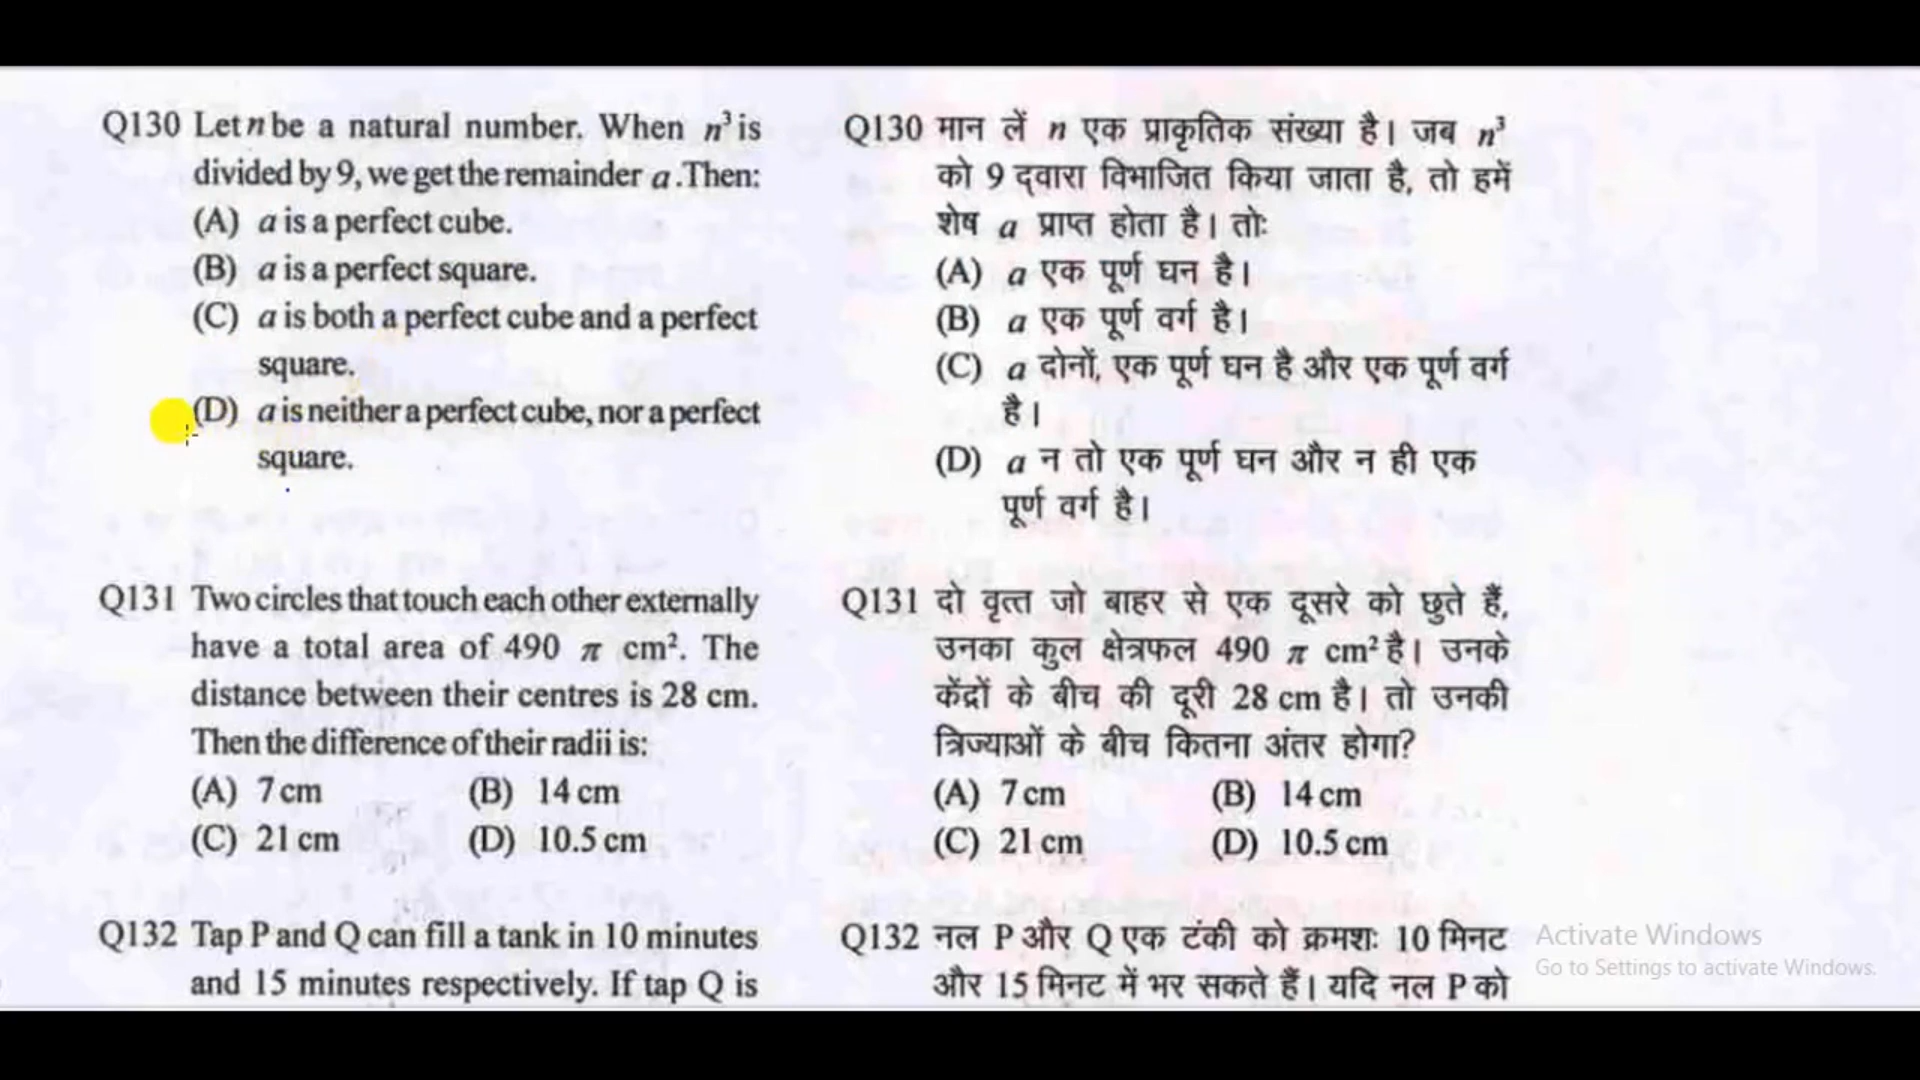 Q130 Let n be a natural number. When n³ is
divided by 9, we get the remainder a. Then:
(A) a is a perfect cube.
(B) a is a perfect square.
(C) a is both a perfect cube and a perfect
square.
(D) a is neither a perfect cube, nor a perfect
square.
Q131 Two circles that touch each other externally
have a total area of 490 π cm². The
distance between their centres is 28 cm.
Then the difference of their radii is:
(A) 7 cm (B) 14 cm
(C) 21 cm (D) 10.5 cm
Q132 Tap P and Q can fill a tank in 10 minutes
and 15 minutes respectively. If tap Q is
Q130 मान लें n एक प्राकृतिक संख्या है। जब n³
को 9 द्वारा विभाजित किया जाता है, तो हमें
शेष a प्राप्त होता है। तोः
(A) a एक पूर्ण घन है।
(B) a एक पूर्ण वर्ग है।
(C) a दोनों, एक पूर्ण घन है और एक पूर्ण वर्ग
है।
(D) a न तो एक पूर्ण घन और न ही एक
पूर्ण वर्ग है।
Q131 दो वृत्त जो बाहर से एक दूसरे को छुते हैं,
उनका कुल क्षेत्रफल 490 π cm² है। उनके
केंद्रों के बीच की दूरी 28 cm है। तो उनकी
त्रिज्याओं के बीच कितना अंतर होगा?
(A) 7 cm (B) 14 cm
(C) 21 cm (D) 10.5 cm
Q132 नल P और Q एक टंकी को क्रमशः 10 मिनट
और 15 मिनट में भर सकते हैं। यदि नल P को
Activate Windows
Go to Settings to activate Windows.